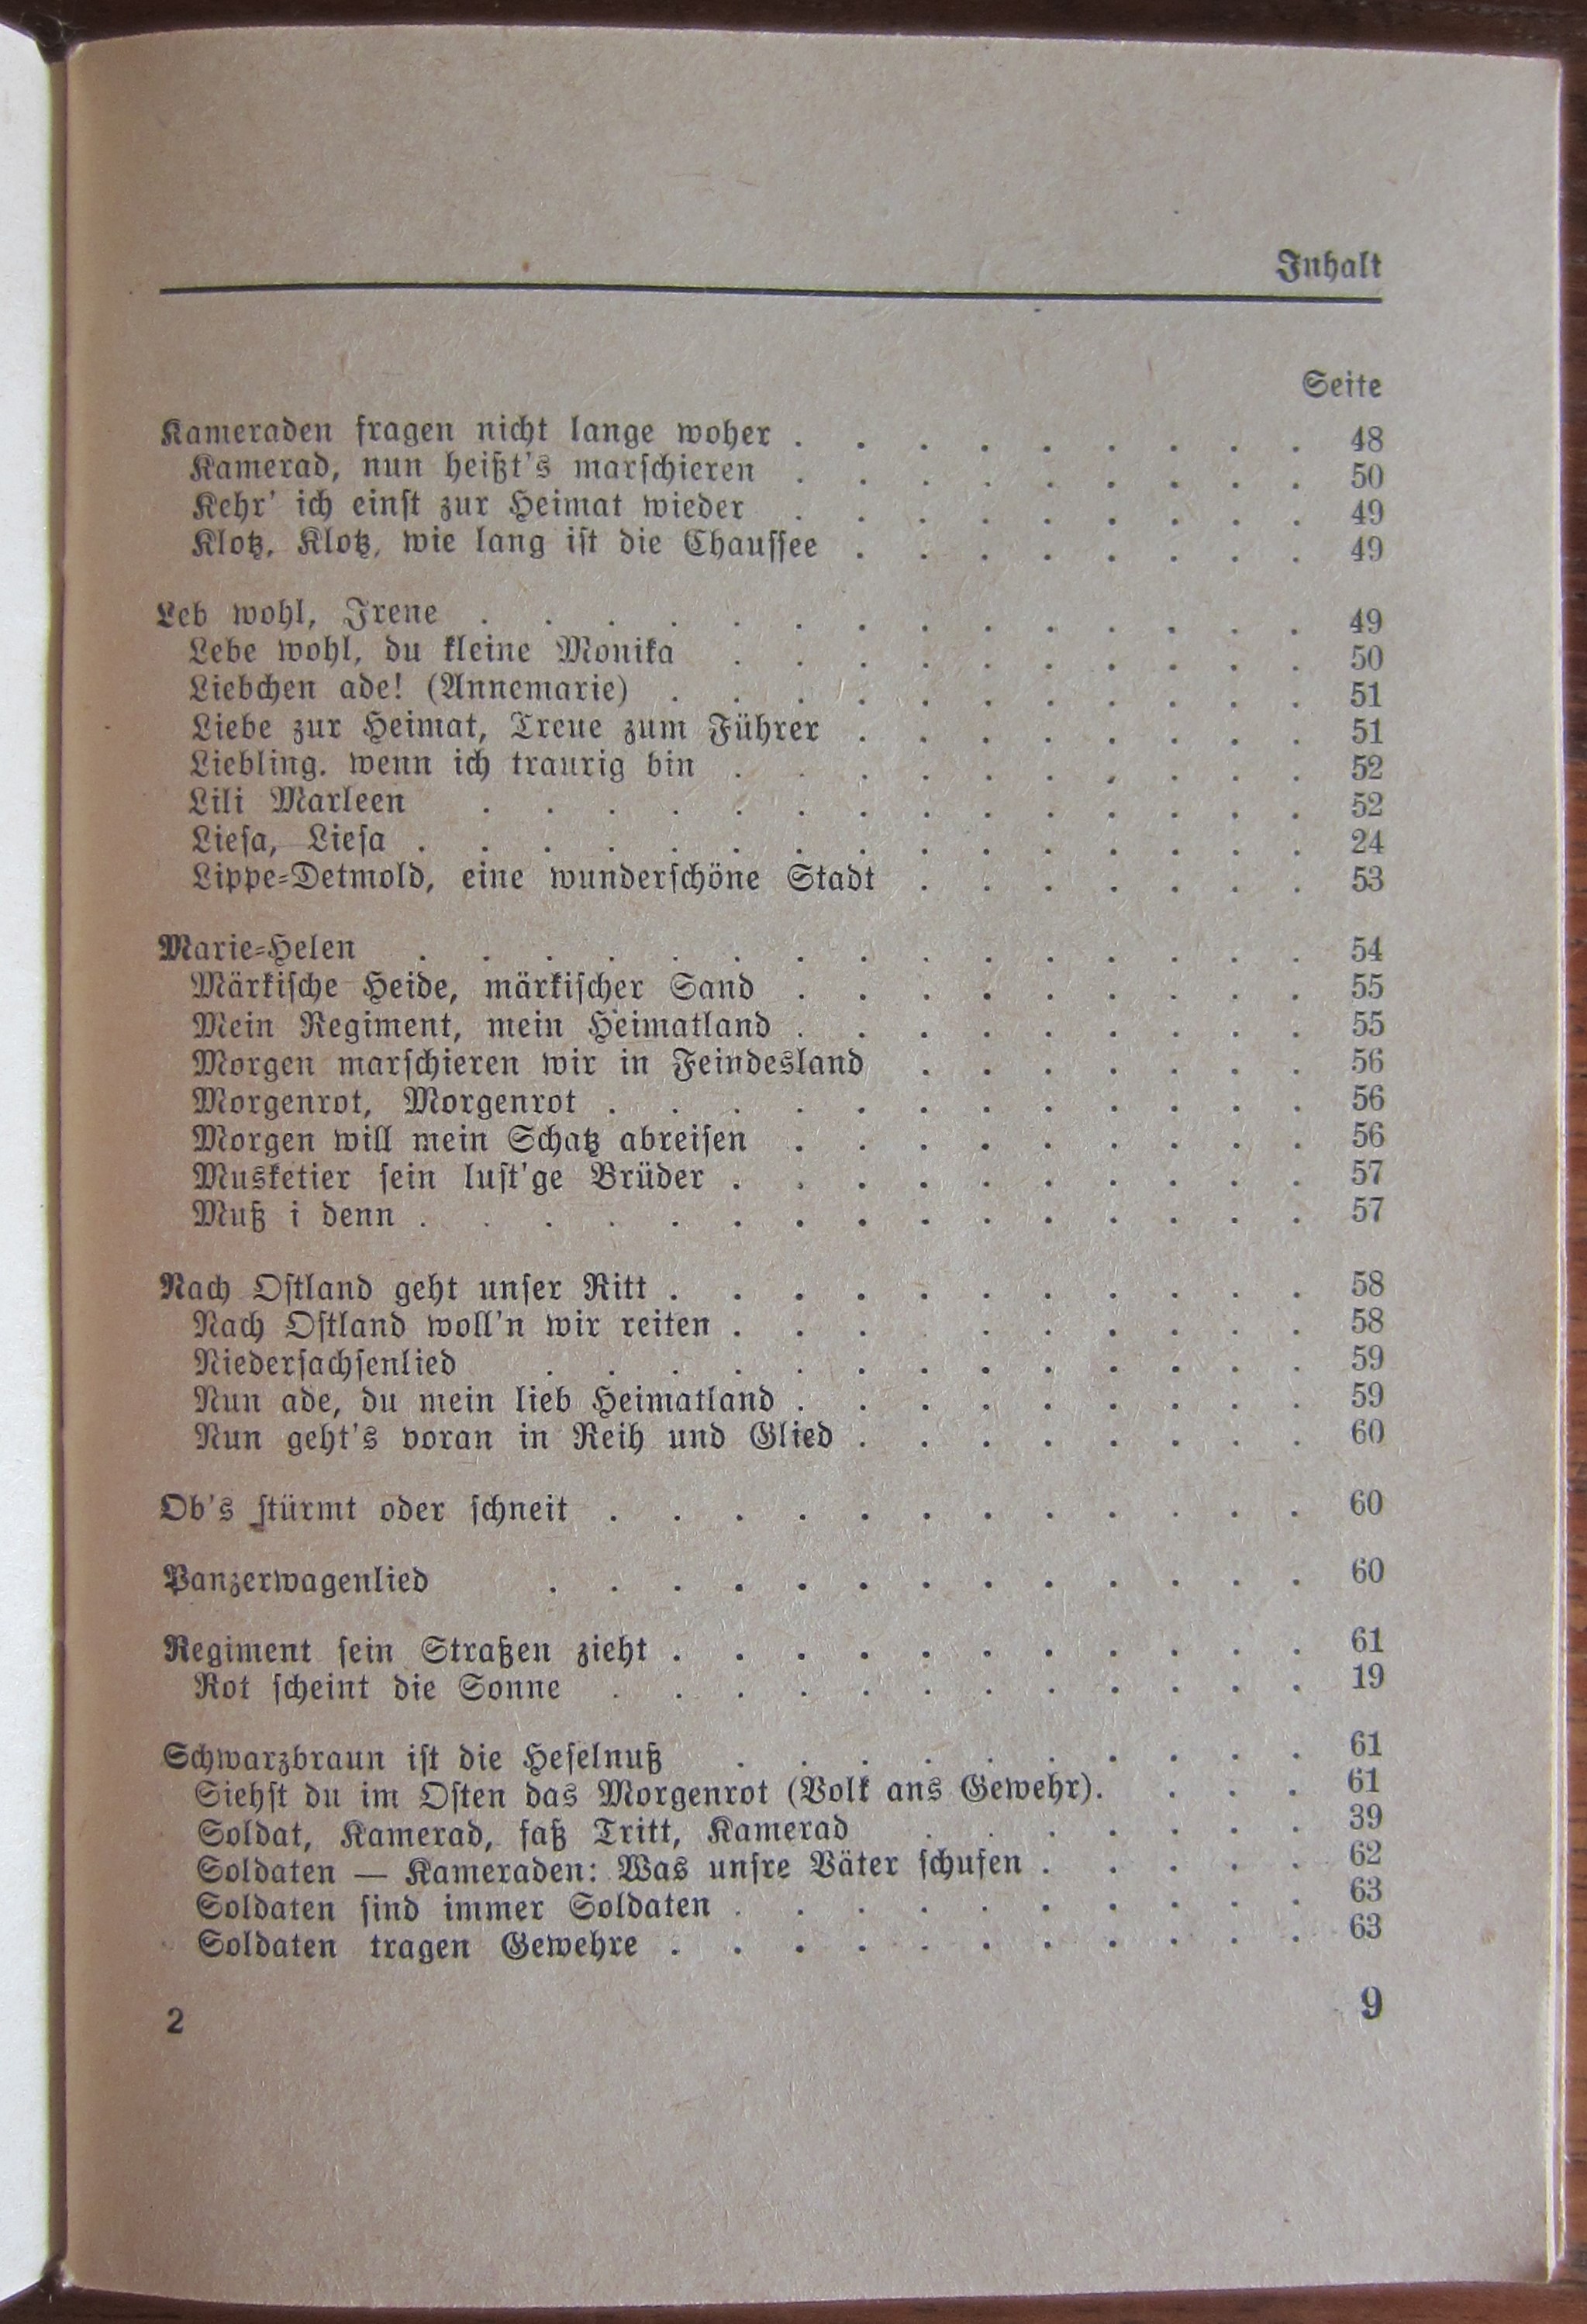 Inhalt
Seite
Kameraden fragen nicht lange woher . . . . . . . . . 48
Kamerad, nun heißt's marſchieren . . . . . . . . . 50
Kehr' ich einſt zur Heimat wieder . . . . . . . . . 49
Klotz, Klotz, wie lang iſt die Chauſſee . . . . . . . . 49
Leb wohl, Irene . . . . . . . . . . . . . . 49
Lebe wohl, du kleine Monika . . . . . . . . . . 50
Liebchen ade! (Annemarie) . . . . . . . . . . . 51
Liebe zur Heimat, Treue zum Führer . . . . . . . . 51
Liebling. wenn ich traurig bin . . . . . . . . . . 52
Lili Marleen . . . . . . . . . . . . . . 52
Lieſa, Lieſa . . . . . . . . . . . . . . . 24
Lippe-Detmold, eine wunderſchöne Stadt . . . . . . . 53
Marie-Helen . . . . . . . . . . . . . . . 54
Märkiſche Heide, märkiſcher Sand . . . . . . . . . 55
Mein Regiment, mein Heimatland . . . . . . . . . 55
Morgen marſchieren wir in Feindesland . . . . . . . 56
Morgenrot, Morgenrot . . . . . . . . . . . . 56
Morgen will mein Schatz abreiſen . . . . . . . . . 56
Musketier ſein luſt'ge Brüder . . . . . . . . . . 57
Muß i denn . . . . . . . . . . . . . . . 57
Nach Oſtland geht unſer Ritt . . . . . . . . . . . 58
Nach Oſtland woll'n wir reiten . . . . . . . . . 58
Niederſachſenlied . . . . . . . . . . . . . 59
Nun ade, du mein lieb Heimatland . . . . . . . . . 59
Nun geht's voran in Reih und Glied . . . . . . . . 60
Ob's ſtürmt oder ſchneit . . . . . . . . . . . . 60
Panzerwagenlied . . . . . . . . . . . . . 60
Regiment ſein Straßen zieht . . . . . . . . . . . 61
Rot ſcheint die Sonne . . . . . . . . . . . . 19
Schwarzbraun iſt die Heſelnuß . . . . . . . . . . 61
Siehſt du im Oſten das Morgenrot (Volk ans Gewehr). . . . 61
Soldat, Kamerad, faß Tritt, Kamerad . . . . . . . 39
Soldaten — Kameraden: Was unſre Väter ſchufen . . . . . 62
Soldaten ſind immer Soldaten . . . . . . . . . . 63
Soldaten tragen Gewehre . . . . . . . . . . . 63
2 9